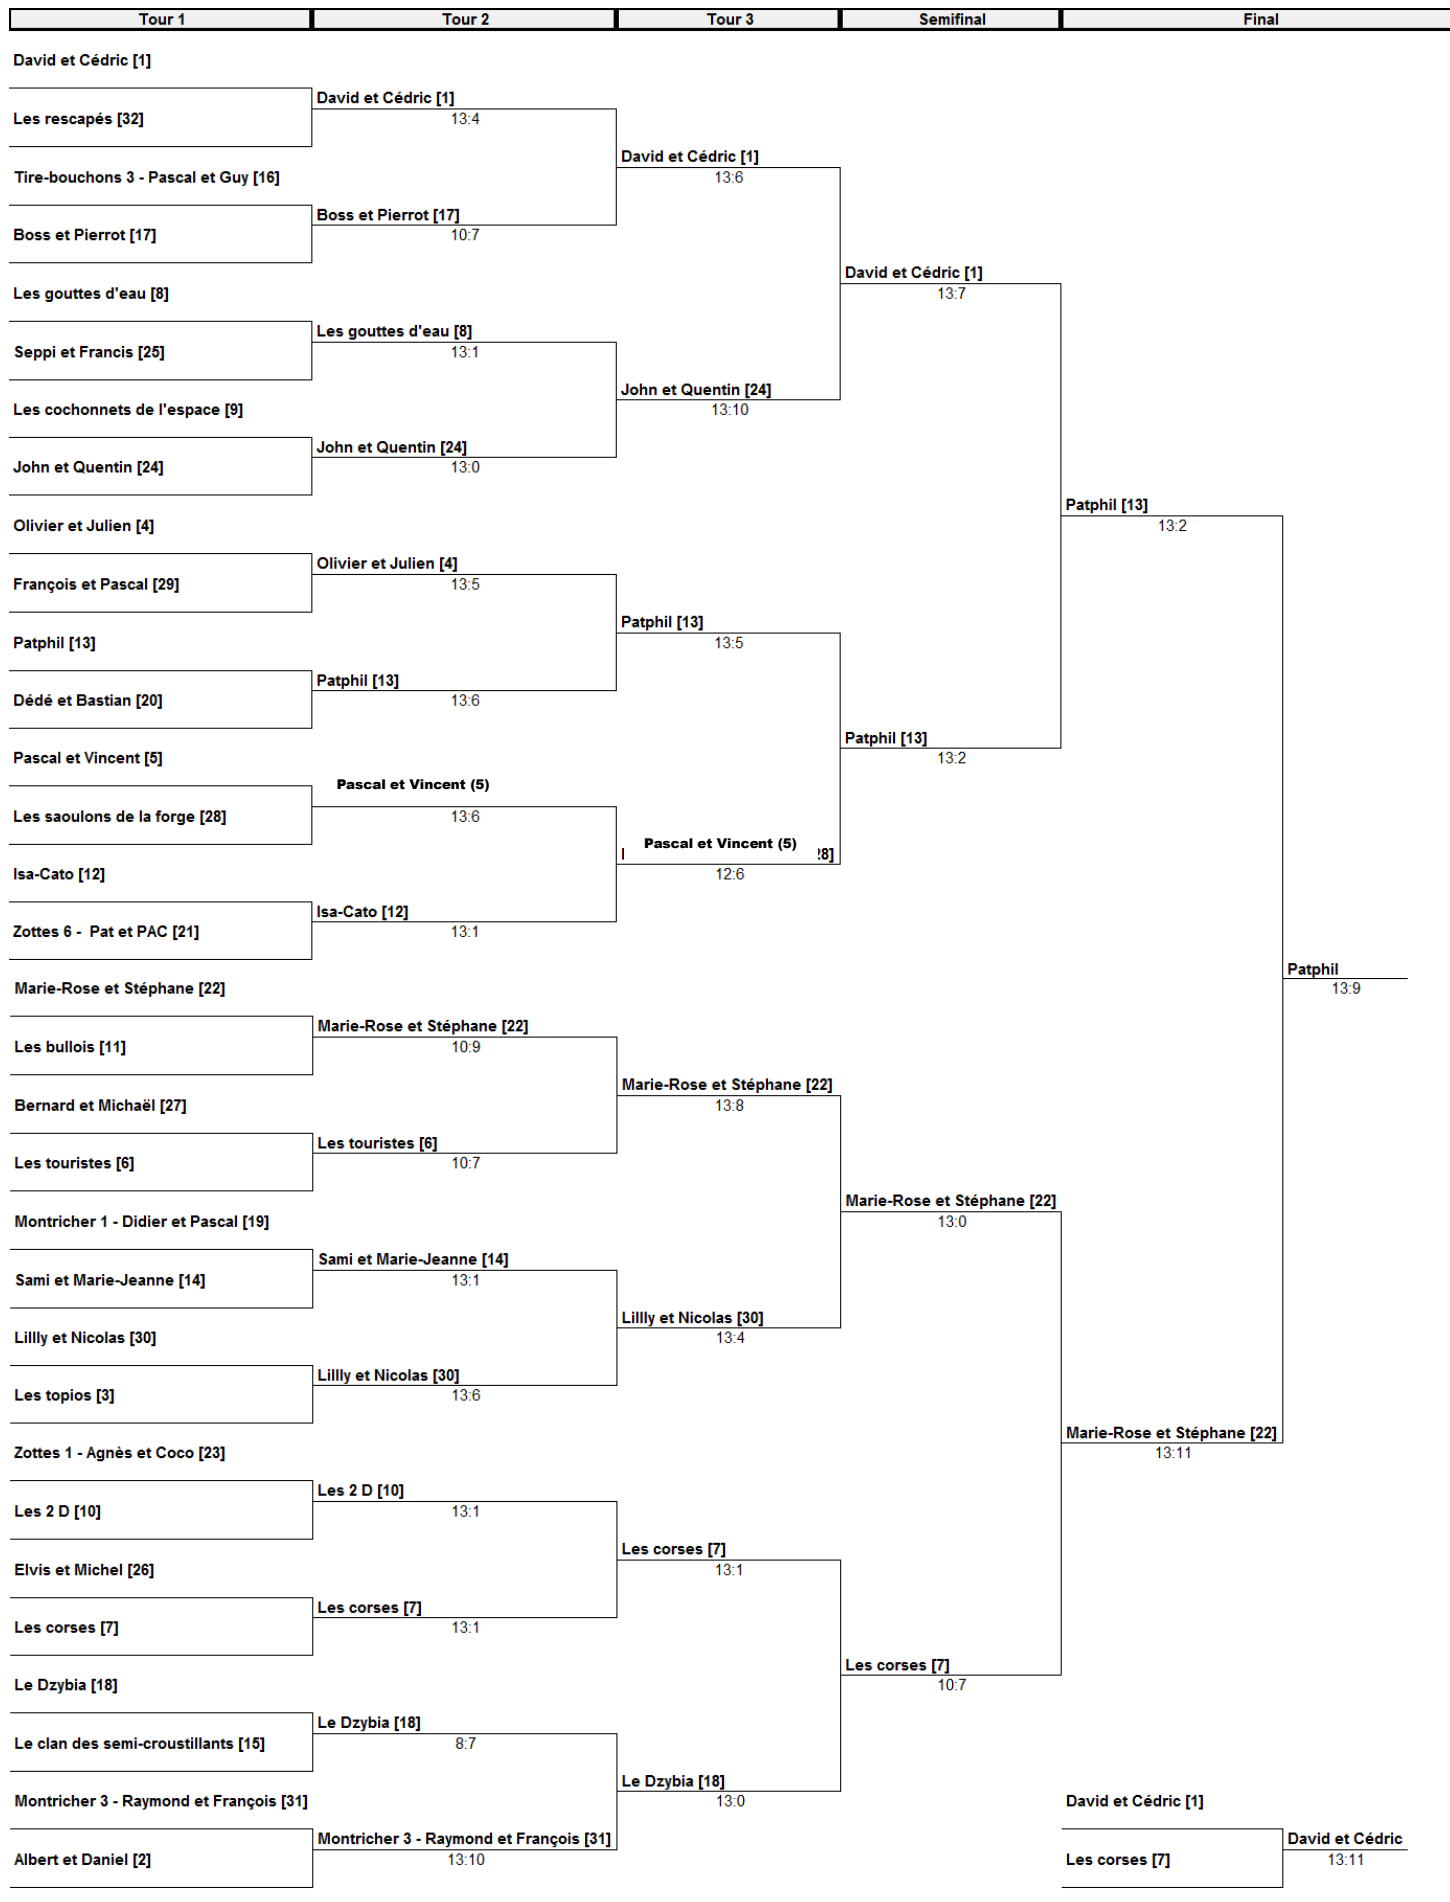 Tour 1 Tour 2 Tour 3 Semifinal Final
David et Cédric [1]
David et Cédric [1]
Les rescapés [32]
13:4
David et Cédric [1]
Tire-bouchons 3 - Pascal et Guy [16]
13:6
Boss et Pierrot [17]
Boss et Pierrot [17]
10:7
David et Cédric [1]
Les gouttes d'eau [8]
13:7
Les gouttes d'eau [8]
Seppi et Francis [25]
13:1
John et Quentin [24]
Les cochonnets de l'espace [9]
13:10
John et Quentin [24]
John et Quentin [24]
13:0
Patphil [13]
Olivier et Julien [4]
13:2
Olivier et Julien [4]
François et Pascal [29]
13:5
Patphil [13]
Patphil [13]
13:5
Patphil [13]
Dédé et Bastian [20]
13:6
Patphil [13]
Pascal et Vincent [5]
13:2
Pascal et Vincent (5)
Les saoulons de la forge [28]
13:6
Pascal et Vincent (5)
28]
Isa-Cato [12]
12:6
Isa-Cato [12]
Zottes 6 - Pat et PAC [21]
13:1
Patphil
Marie-Rose et Stéphane [22]
13:9
Marie-Rose et Stéphane [22]
Les bullois [11]
10:9
Marie-Rose et Stéphane [22]
Bernard et Michaël [27]
13:8
Les touristes [6]
Les touristes [6]
10:7
Marie-Rose et Stéphane [22]
Montricher 1 - Didier et Pascal [19]
13:0
Sami et Marie-Jeanne [14]
Sami et Marie-Jeanne [14]
13:1
Lillly et Nicolas [30]
Lillly et Nicolas [30]
13:4
Lillly et Nicolas [30]
Les topios [3]
13:6
Marie-Rose et Stéphane [22]
Zottes 1 - Agnès et Coco [23]
13:11
Les 2 D [10]
Les 2 D [10]
13:1
Les corses [7]
Elvis et Michel [26]
13:1
Les corses [7]
Les corses [7]
13:1
Les corses [7]
Le Dzybia [18]
10:7
Le Dzybia [18]
Le clan des semi-croustillants [15]
8:7
Le Dzybia [18]
Montricher 3 - Raymond et François [31]
13:0
David et Cédric [1]
Montricher 3 - Raymond et François [31]
David et Cédric
Albert et Daniel [2]
13:10
Les corses [7]
13:11